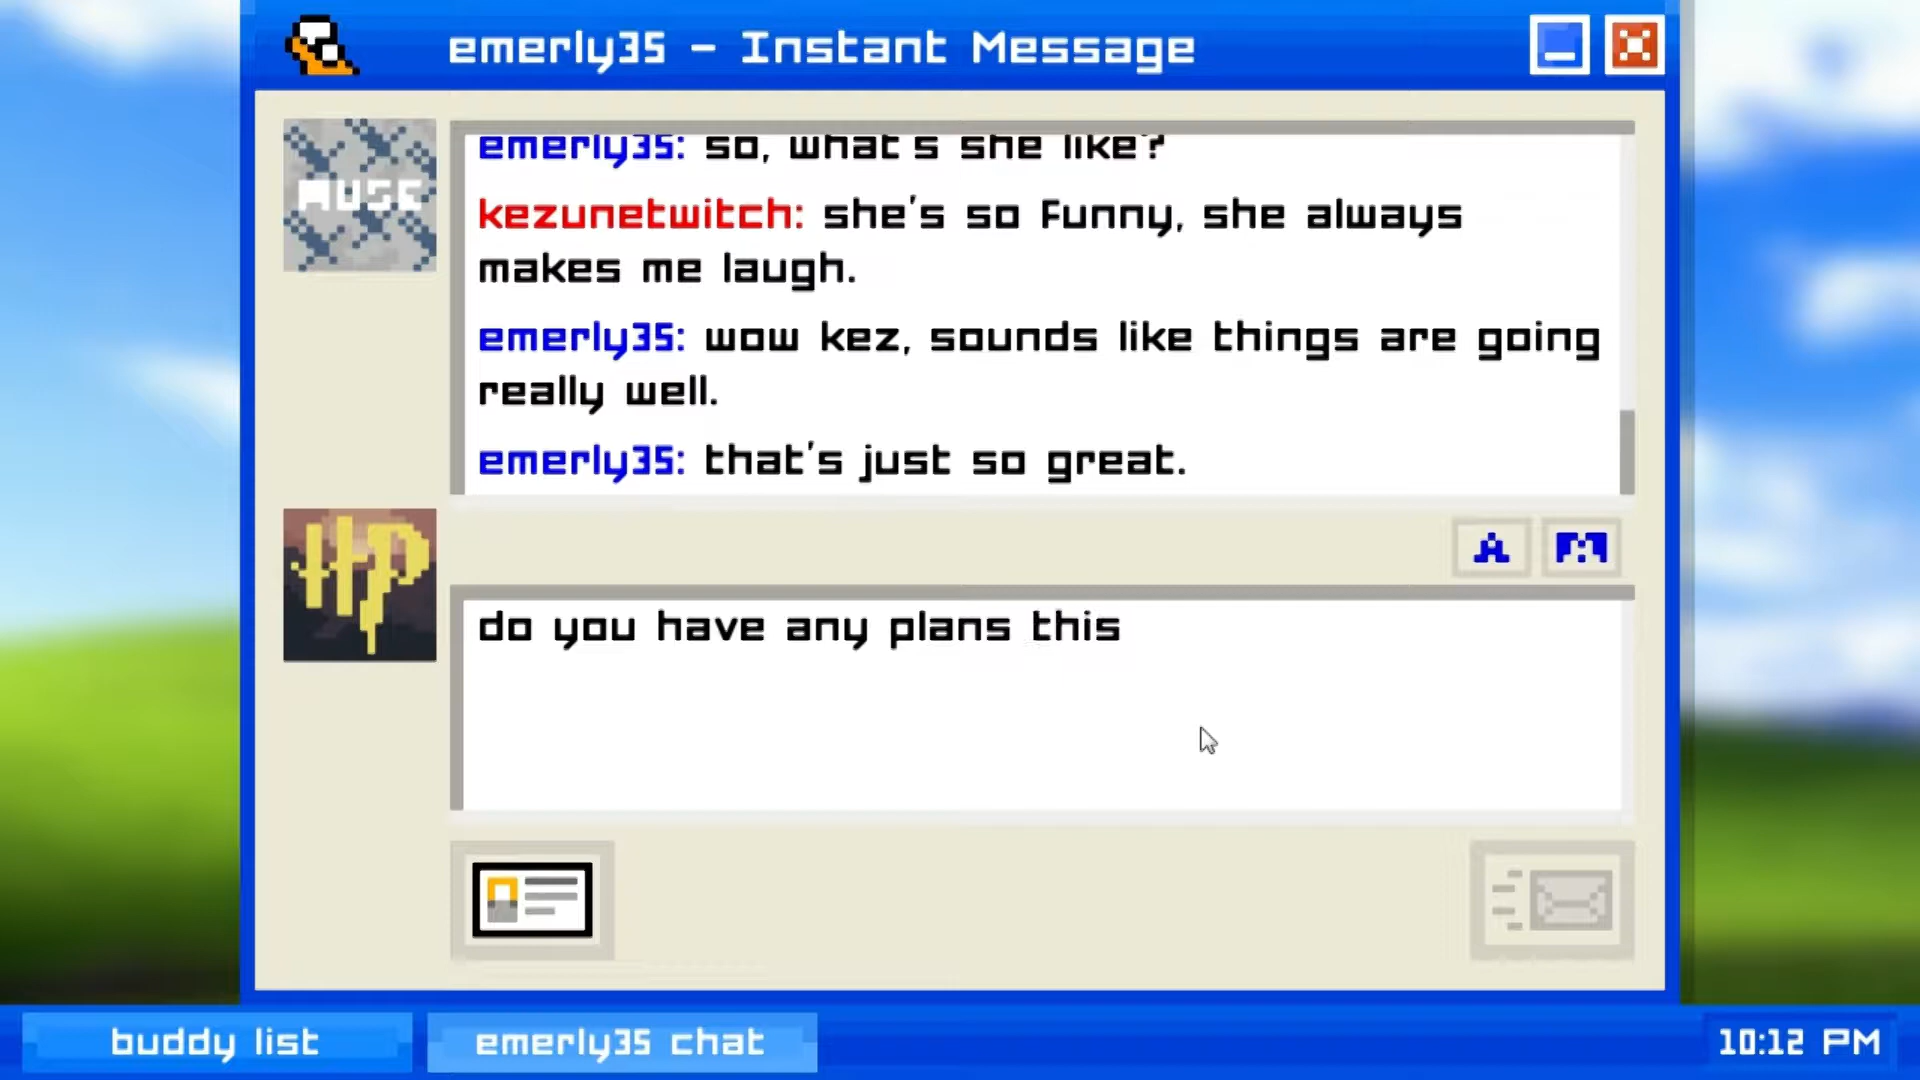 emerly35 - Instant Message
MUSE
emerly35: so, what's she like?
kezunetwitch: she's so funny, she always
makes me laugh.
emerly35: wow kez, sounds like things are going
really well.
emerly35: that's just so great.
HP
A
do you have any plans this
buddy list
emerly35 chat
10:12 PM